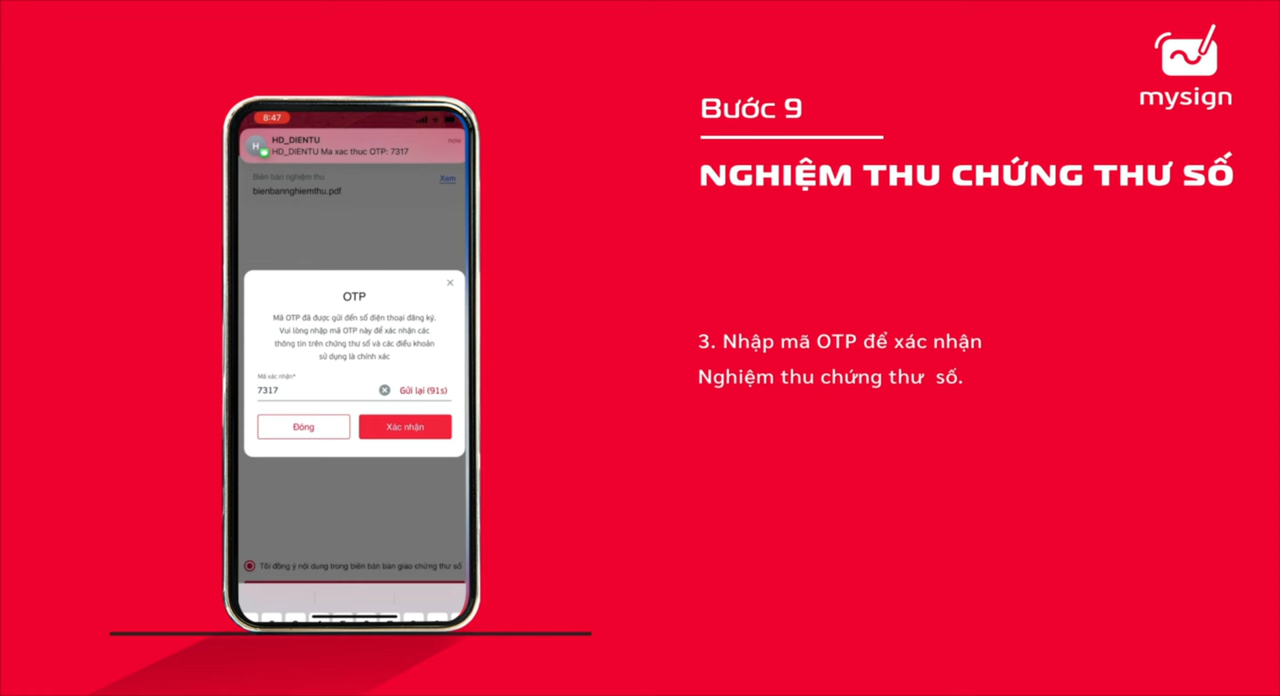 mysign
Bước 9
NGHIỆM THU CHỨNG THƯ SỐ
8:47
HD_DIENTU
now
H
HD_DIENTU Ma xac thuc OTP: 7317
Biên bản nghiệm thu
Xem
bienbannghiemthu.pdf
OTP
Mã OTP đã được gửi đến số điện thoại đăng ký.
Vui lòng nhập mã OTP này để xác nhận các
thông tin trên chứng thư số và các điều khoản
sử dụng là chính xác
Mã xác nhận*
7317
Gửi lại (91s)
Đóng
Xác nhận
Tôi đồng ý nội dung trong biên bản bàn giao chứng thư số
3. Nhập mã OTP để xác nhận
Nghiệm thu chứng thư số.